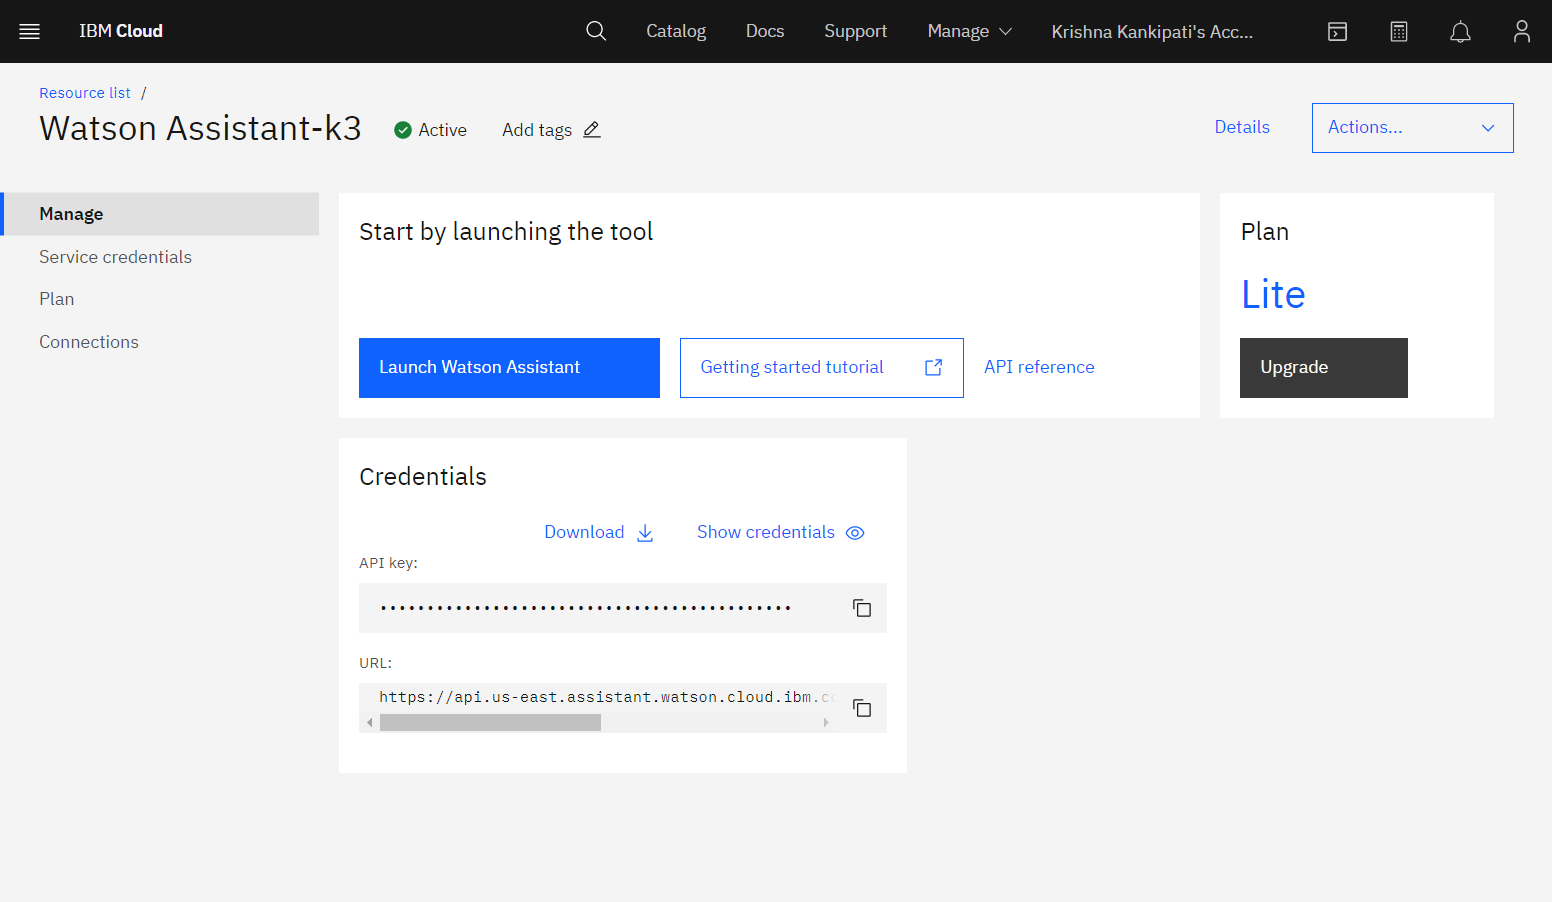 IBM Cloud
Catalog
Docs
Support
Manage
Krishna Kankipati's Acc...
Resource list /
Watson Assistant-k3
Active
Add tags
Details
Actions...
Manage
Service credentials
Plan
Connections
Start by launching the tool
Launch Watson Assistant
Getting started tutorial
API reference
Plan
Lite
Upgrade
Credentials
Download
Show credentials
API key:
••••••••••••••••••••••••••••••••••••••••••••
URL:
https://api.us-east.assistant.watson.cloud.ibm.co